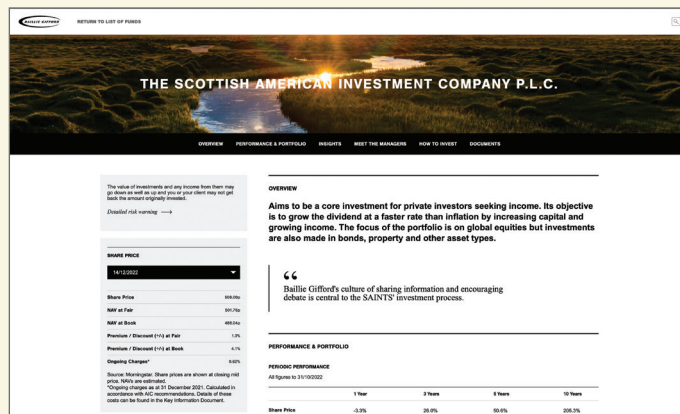 BAILLIE GIFFORD
RETURN TO LIST OF FUNDS
THE SCOTTISH AMERICAN INVESTMENT COMPANY P.L.C.
OVERVIEW PERFORMANCE & PORTFOLIO INSIGHTS MEET THE MANAGERS HOW TO INVEST DOCUMENTS
The value of investments and any income from them may
go down as well as up and you or your client may not get
back the amount originally invested.
Detailed risk warning
SHARE PRICE
14/12/2022
Share Price
NAV at Fair
NAV at Book
Premium / Discount (+/-) at Fair 1.3%
Premium / Discount (+/-) at Book 4.1%
Ongoing Charges* 0.62%
Source: Morningstar. Share prices are shown at closing mid
price. NAVs are estimated.
*Ongoing charges as at 31 December 2021. Calculated in
accordance with AIC recommendations. Details of these
costs can be found in the Key Information Document.
OVERVIEW
Aims to be a core investment for private investors seeking income. Its objective
is to grow the dividend at a faster rate than inflation by increasing capital and
growing income. The focus of the portfolio is on global equities but investments
are also made in bonds, property and other asset types.
“
Baillie Gifford's culture of sharing information and encouraging
debate is central to the SAINTS' investment process.
PERFORMANCE & PORTFOLIO
PERIODIC PERFORMANCE
All figures to 31/10/2022
1 Year 3 Years 5 Years 10 Years
Share Price -3.3% 28.0% 50.6% 205.3%